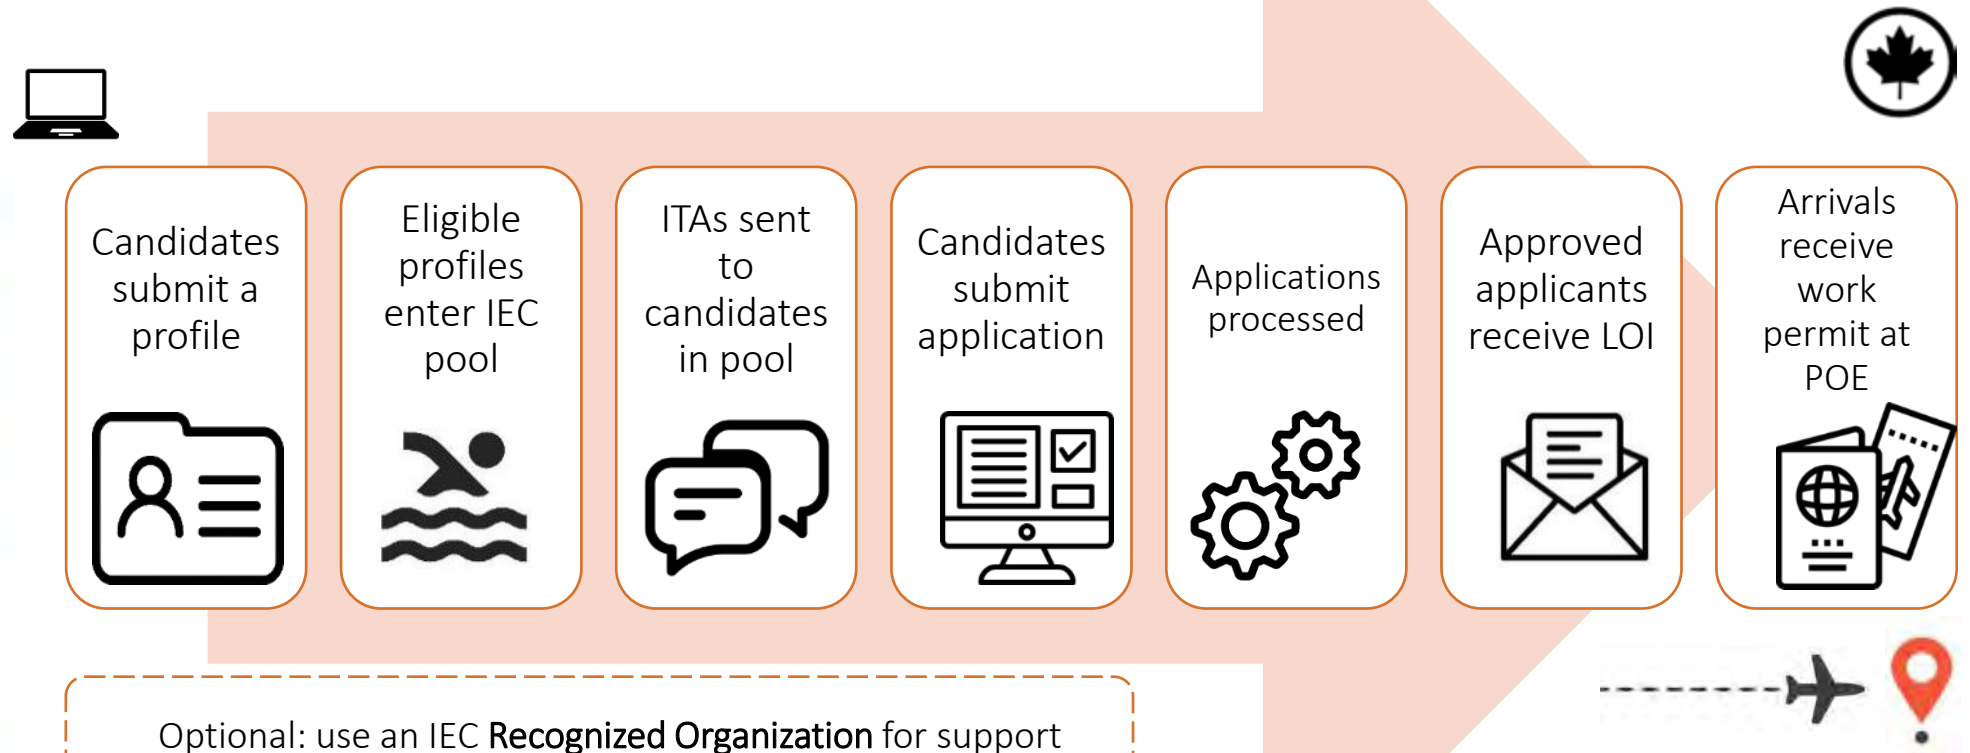 Candidates
submit a
profile
Eligible
profiles
enter IEC
pool
ITAs sent
to
candidates
in pool
Candidates
submit
application
Applications
processed
Approved
applicants
receive LOI
Arrivals
receive
work
permit at
POE
Optional: use an IEC Recognized Organization for support